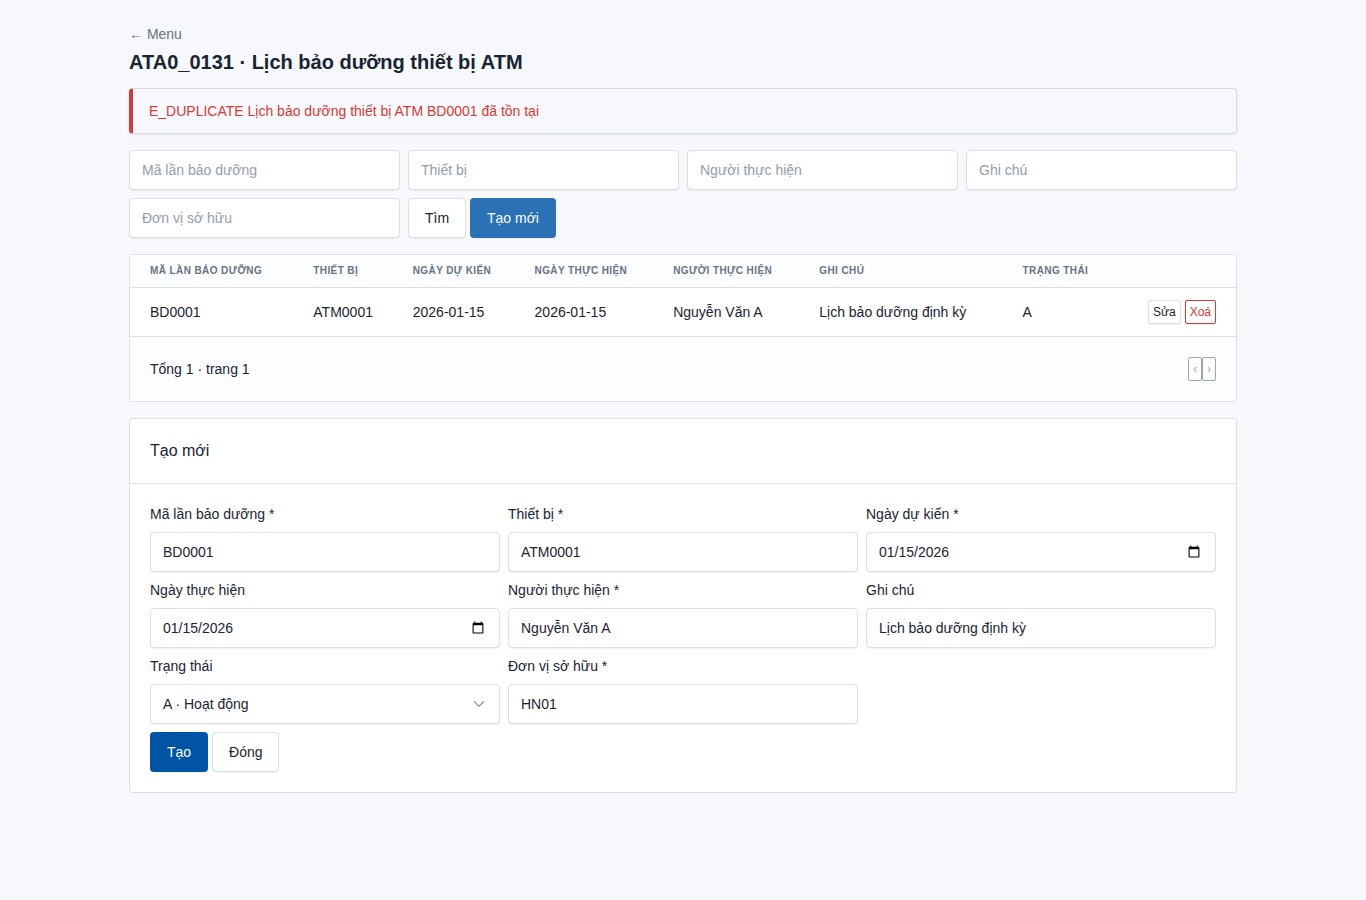 ← Menu
ATA0_0131 · Lịch bảo dưỡng thiết bị ATM
E_DUPLICATE Lịch bảo dưỡng thiết bị ATM BD0001 đã tồn tại
Mã lần bảo dưỡng Thiết bị Người thực hiện Ghi chú
Đơn vị sở hữu Tìm Tạo mới
MÃ LẦN BẢO DƯỠNG THIẾT BỊ NGÀY DỰ KIẾN NGÀY THỰC HIỆN NGƯỜI THỰC HIỆN GHI CHÚ TRẠNG THÁI
BD0001 ATM0001 2026-01-15 2026-01-15 Nguyễn Văn A Lịch bảo dưỡng định kỳ A Sửa Xoá
Tổng 1 · trang 1 ‹ ›
Tạo mới
Mã lần bảo dưỡng * Thiết bị * Ngày dự kiến *
BD0001 ATM0001 01/15/2026
Ngày thực hiện Người thực hiện * Ghi chú
01/15/2026 Nguyễn Văn A Lịch bảo dưỡng định kỳ
Trạng thái Đơn vị sở hữu *
A · Hoạt động HN01
Tạo Đóng